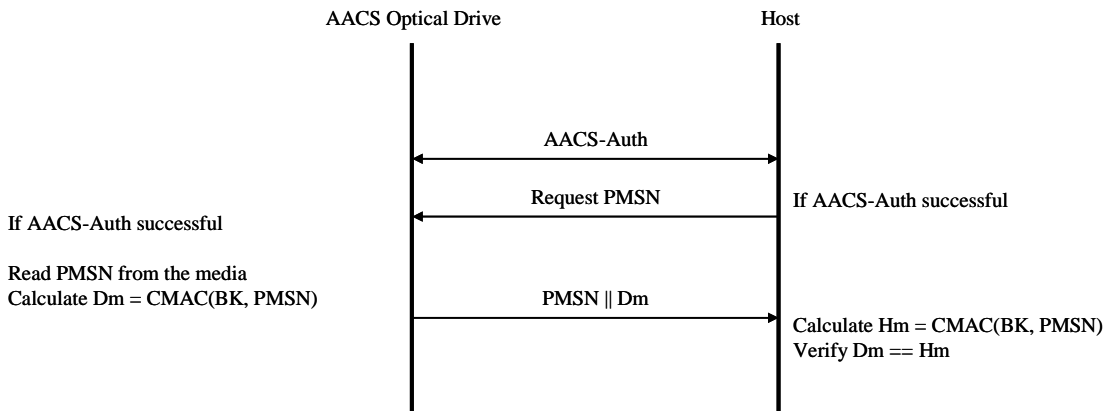 AACS Optical Drive
Host
AACS-Auth
Request PMSN
If AACS-Auth successful
If AACS-Auth successful
Read PMSN from the media
Calculate Dm = CMAC(BK, PMSN)
PMSN || Dm
Calculate Hm = CMAC(BK, PMSN)
Verify Dm == Hm